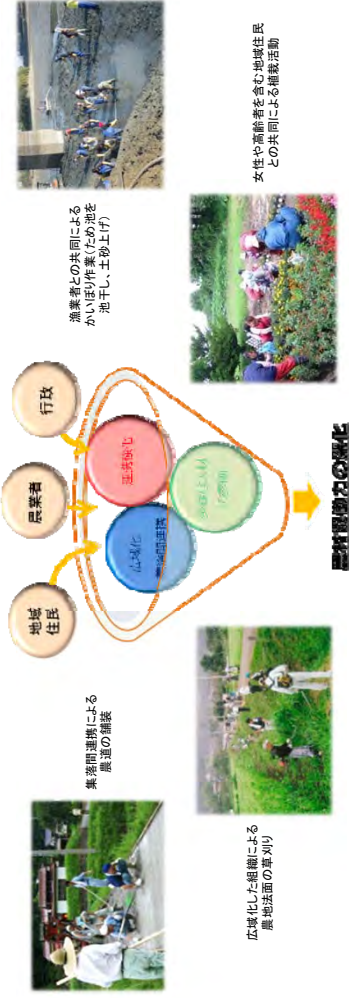 集落間連携による
農道の舗装
地域
住民
農業者
行政
漁業者との共同による
かいぼり作業（ため池を
池干し、土砂上げ）
広域化
連携強化
広域化した組織による
農地法面の草刈り
女性や高齢者を含む地域住民
との共同による植栽活動